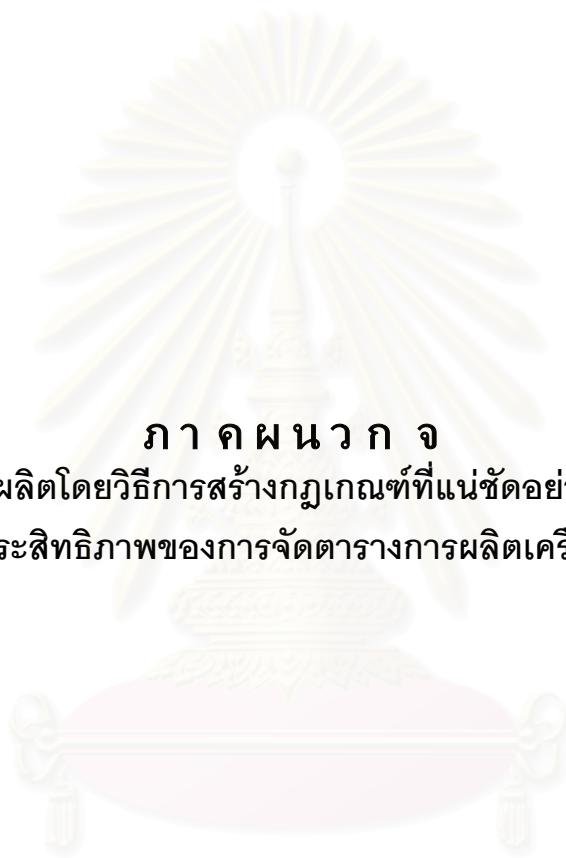 ภ า ค ผ น ว ก จ
ผลิตโดยวิธีการสร้างกฎเกณฑ์ที่แน่ชัดอย่
ระสิทธิภาพของการจัดตารางการผลิตเครื